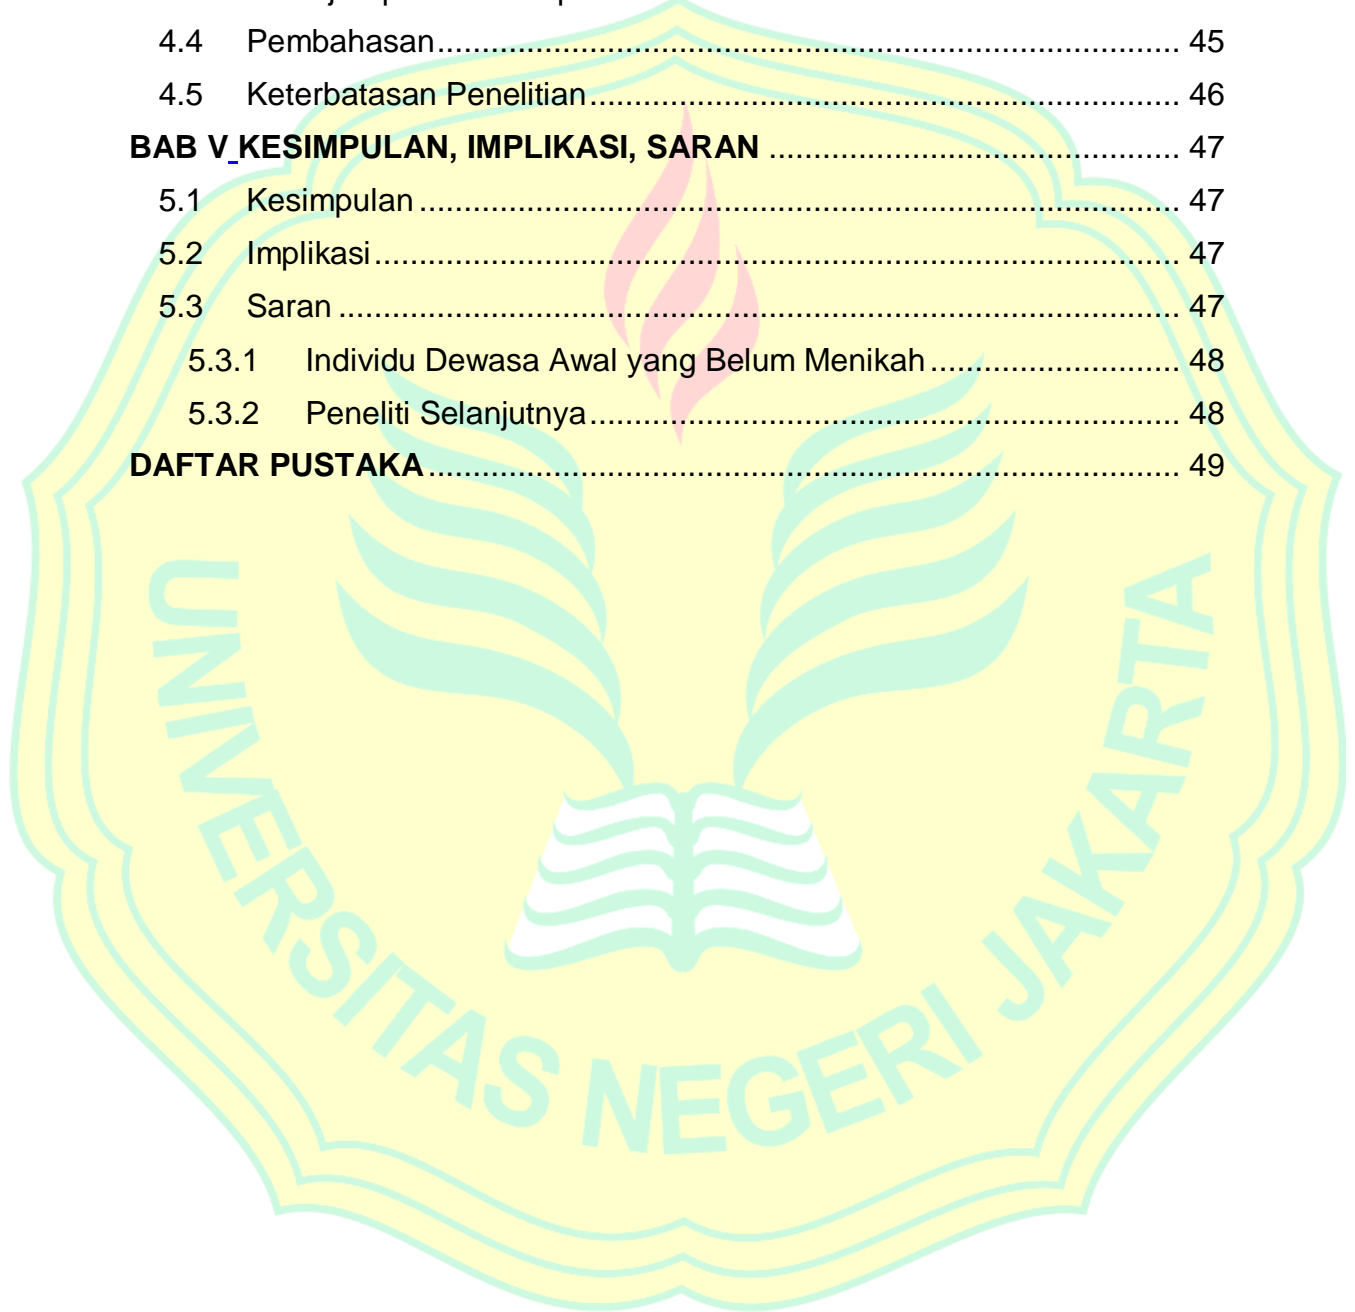 4.4 Pembahasan.................................................................................... 45
4.5 Keterbatasan Penelitian.................................................................. 46
BAB V KESIMPULAN, IMPLIKASI, SARAN .............................................. 47
5.1 Kesimpulan ..................................................................................... 47
5.2 Implikasi........................................................................................... 47
5.3 Saran ............................................................................................... 47
5.3.1 Individu Dewasa Awal yang Belum Menikah ............................ 48
5.3.2 Peneliti Selanjutnya................................................................... 48
DAFTAR PUSTAKA..................................................................................... 49
UNIVERSITAS NEGERI JAKARTA